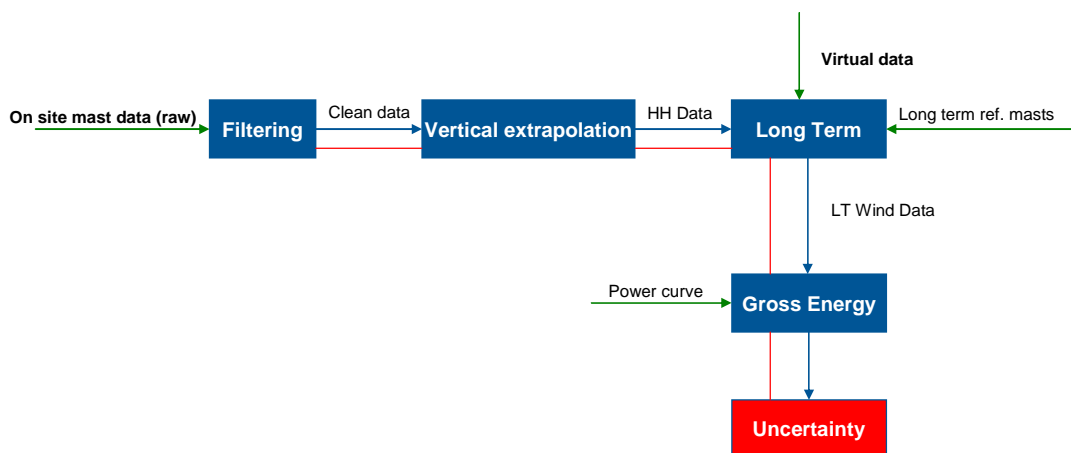 Virtual data
On site mast data (raw)
Filtering
Clean data
Vertical extrapolation
HH Data
Long Term
Long term ref. masts
LT Wind Data
Power curve
Gross Energy
Uncertainty